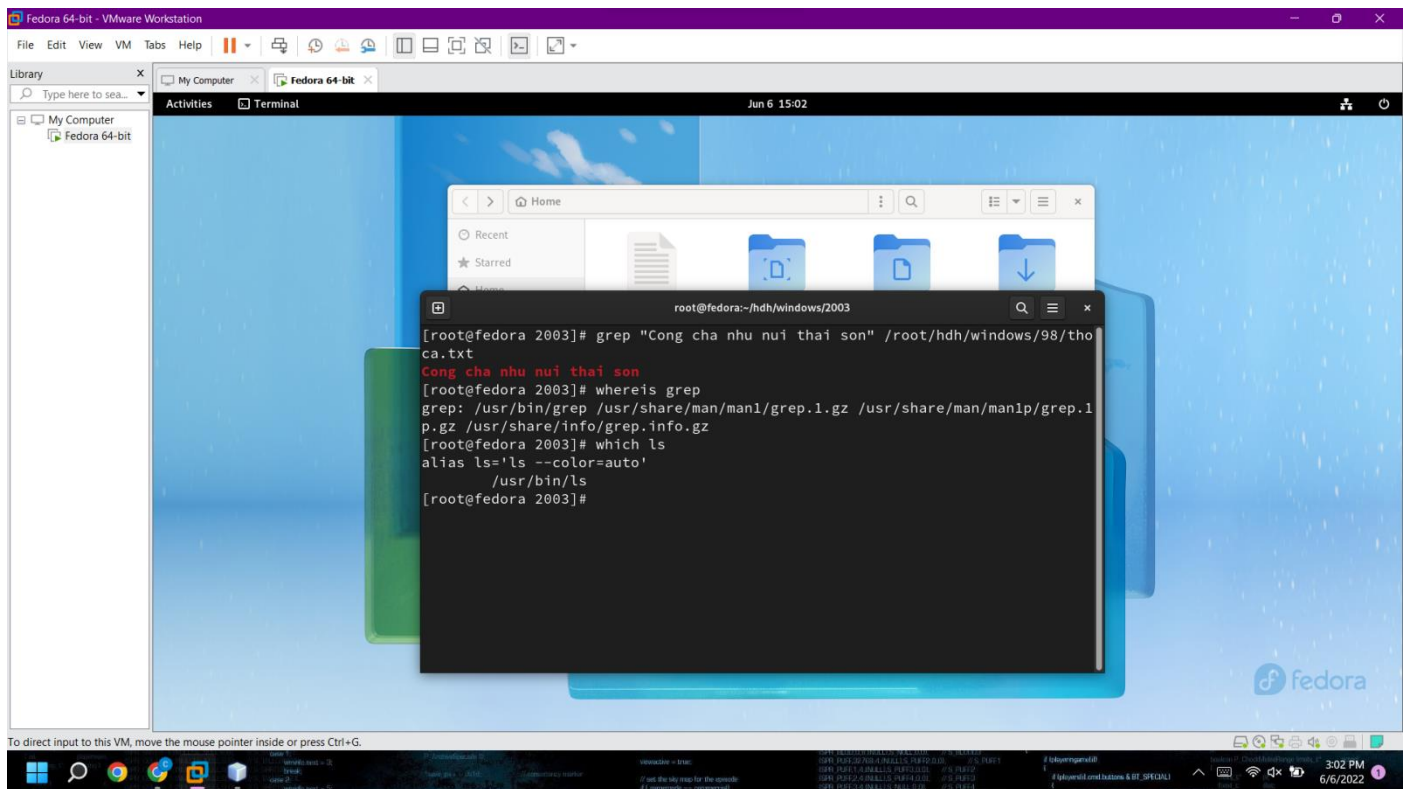 Fedora 64-bit - VMware Workstation
File Edit View VM Tabs Help
Library
Type here to sea...
My Computer
Fedora 64-bit
My Computer
Fedora 64-bit
Activities Terminal Jun 6 15:02
Home
Recent
Starred
Home
root@fedora:~/hdh/windows/2003
[root@fedora 2003]# grep "Cong cha nhu nui thai son" /root/hdh/windows/98/tho
ca.txt
Cong cha nhu nui thai son
[root@fedora 2003]# whereis grep
grep: /usr/bin/grep /usr/share/man/man1/grep.1.gz /usr/share/man/man1p/grep.1
p.gz /usr/share/info/grep.info.gz
[root@fedora 2003]# which ls
alias ls='ls --color=auto'
/usr/bin/ls
[root@fedora 2003]#
fedora
To direct input to this VM, move the mouse pointer inside or press Ctrl+G.
3:02 PM
6/6/2022
1